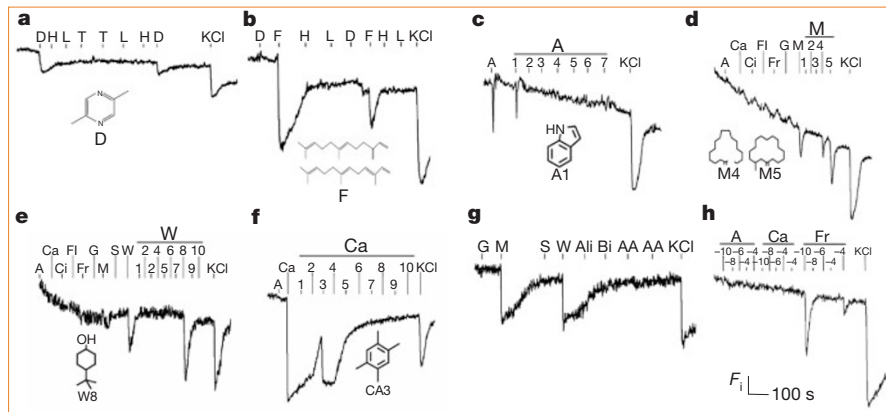 a
D H L T T L H D KCl
N
N
D
b
D F H L D F H L KCl
F
c
A
A 1 2 3 4 5 6 7 KCl
HN
A1
d
M
Ca Fl G M 2 4
A Ci Fr 1 3 5 KCl
M4 M5
e
W
Ca Fl G S W 2 4 6 8 10
A Ci Fr M 1 2 5 7 9 KCl
OH
W8
f
Ca
Ca 2 4 6 8 10 KCl
A 1 3 5 7 9
CA3
g
G M S W Ali Bi AA AA KCl
h
A Ca Fr
−10 −6 −4 −8 −4 −10 −4 KCl
−10 −8 −10 −6 −4 −8
Fi
100 s